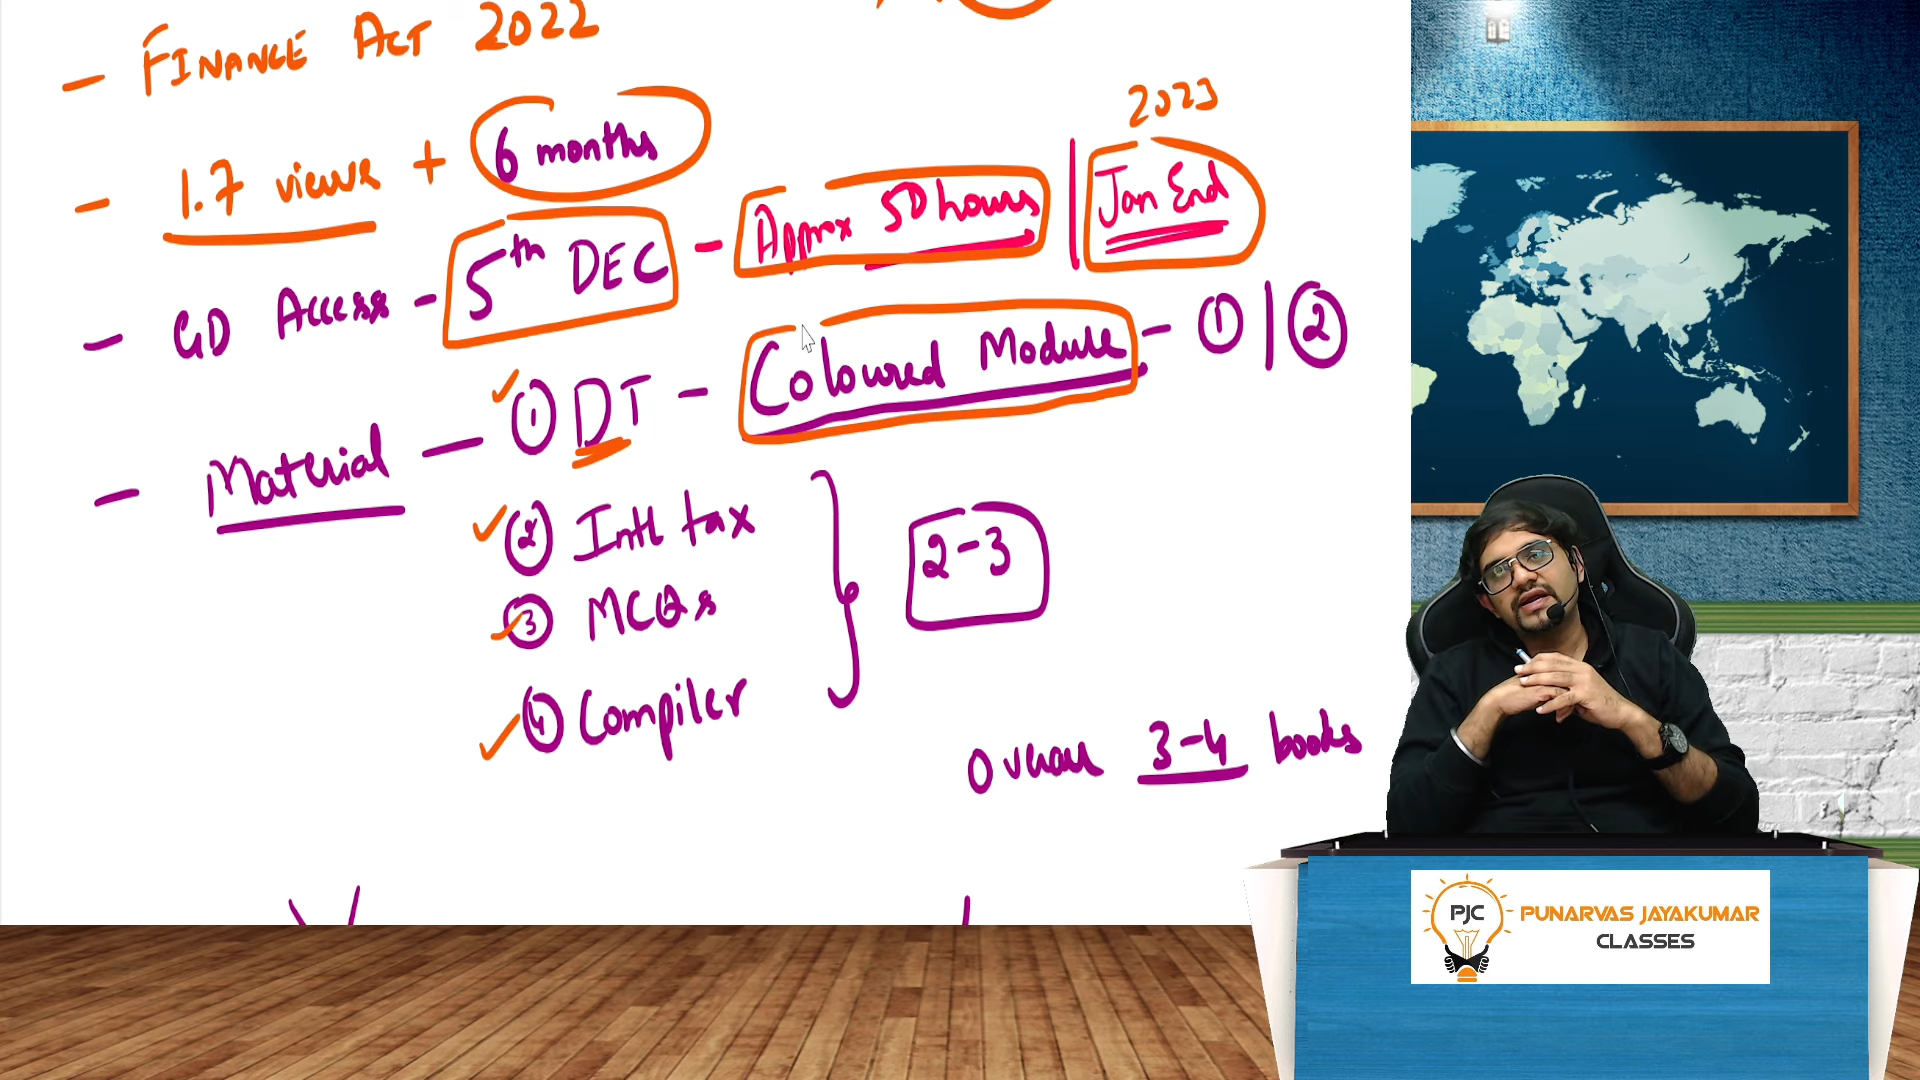 - FINANCE ACT 2022
- 1.7 views + 6 months
2023
- GD Access - 5th DEC - Approx 50 hours | Jan End
- Material - ① DT - Coloured Module - ① | ②
② Intl tax
③ MCQs
2-3
④ Compiler
Overall 3-4 books
PJC PUNARVAS JAYAKUMAR
CLASSES